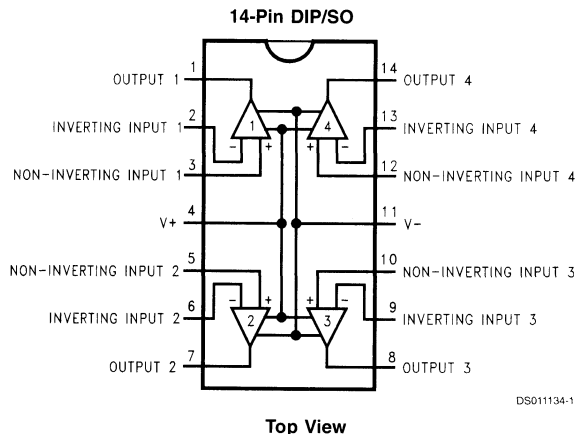 14-Pin DIP/SO
1
14
OUTPUT 1
OUTPUT 4
2
13
INVERTING INPUT 1
1
4
INVERTING INPUT 4
- + + -
3
12
NON-INVERTING INPUT 1
NON-INVERTING INPUT 4
4
11
V+
V-
5
10
NON-INVERTING INPUT 2
NON-INVERTING INPUT 3
- + + -
6
9
INVERTING INPUT 2
2
3
INVERTING INPUT 3
7
8
OUTPUT 2
OUTPUT 3
DS011134-1
Top View